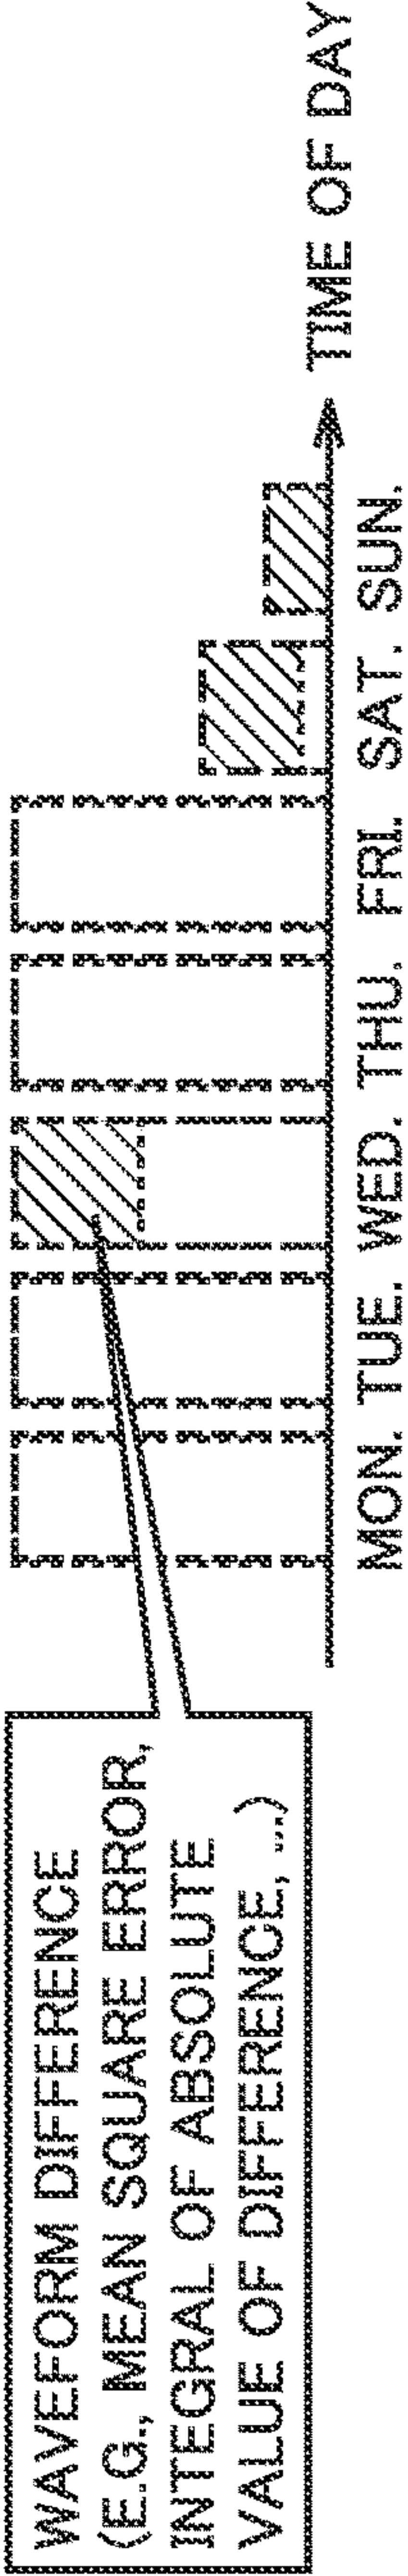 WAVEFORM DIFFERENCE
(E.G., MEAN SQUARE ERROR,
INTEGRAL OF ABSOLUTE
VALUE OF DIFFERENCE, ...)
TIME OF DAY
MON. TUE. WED. THU. FRI. SAT. SUN.